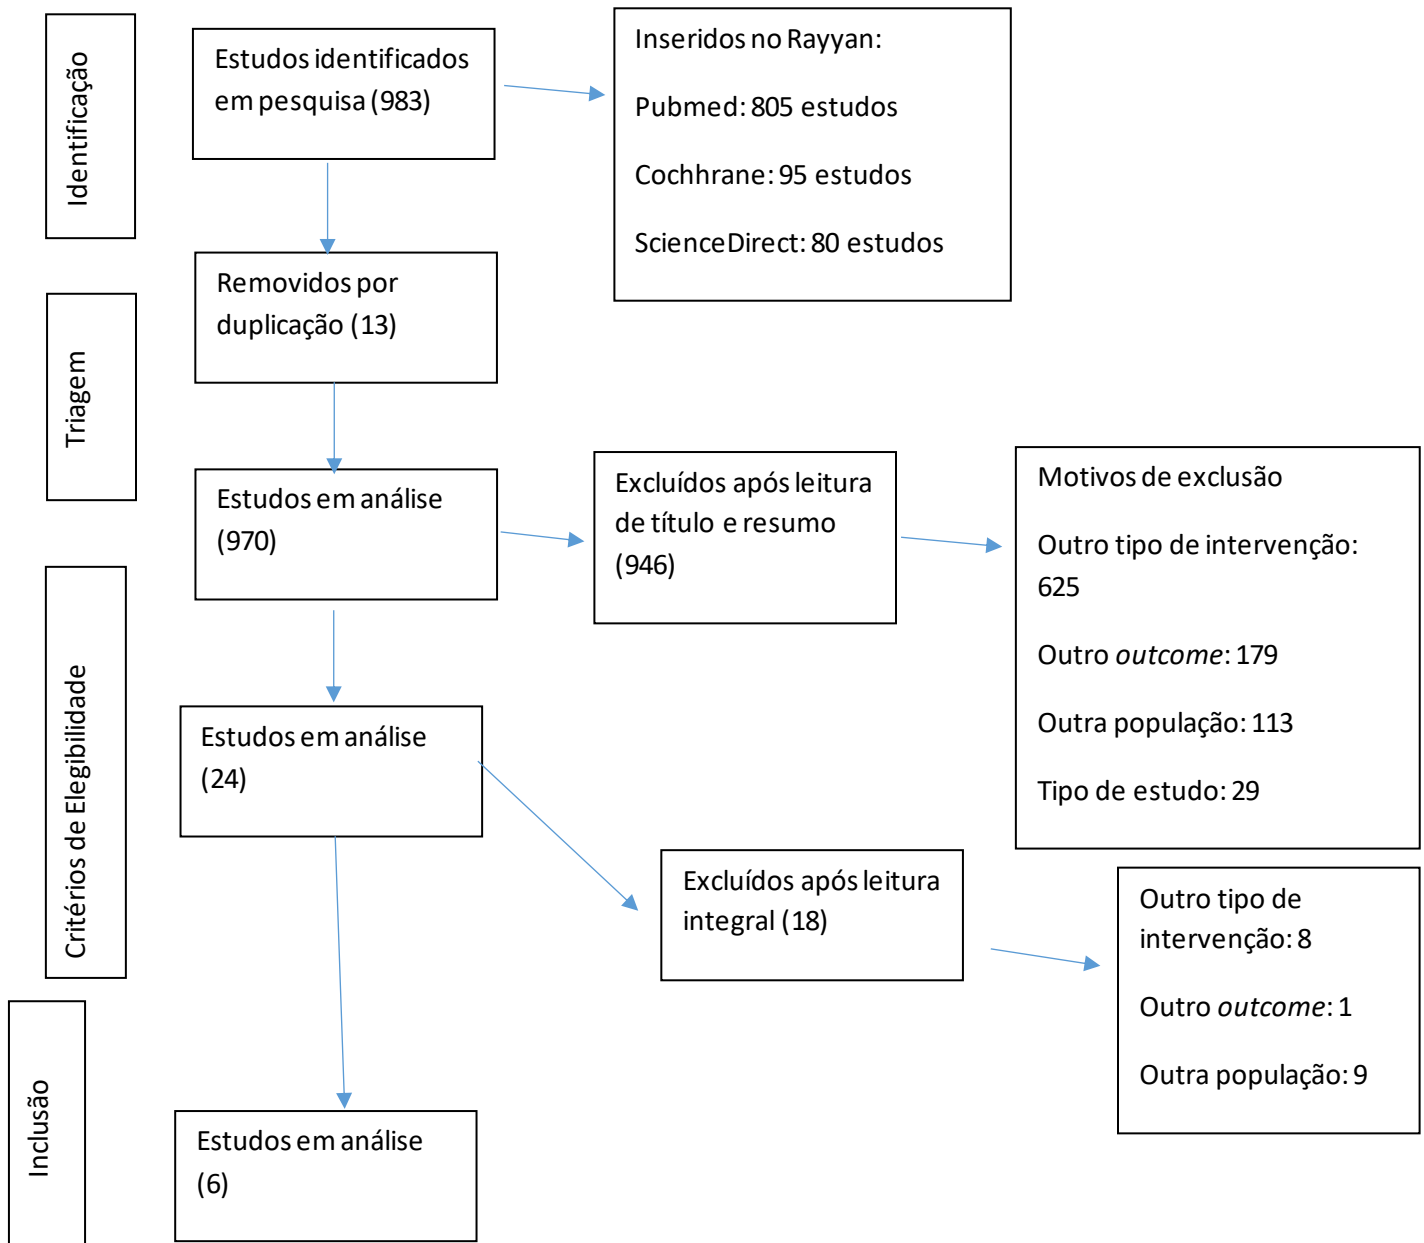 Identificação
Estudos identificados
em pesquisa (983)
Inseridos no Rayyan:
Pubmed: 805 estudos
Cochhrane: 95 estudos
ScienceDirect: 80 estudos
Removidos por
duplicação (13)
Triagem
Estudos em análise
(970)
Excluídos após leitura
de título e resumo
(946)
Motivos de exclusão
Outro tipo de intervenção:
625
Outro outcome: 179
Outra população: 113
Tipo de estudo: 29
Critérios de Elegibilidade
Estudos em análise
(24)
Excluídos após leitura
integral (18)
Outro tipo de
intervenção: 8
Outro outcome: 1
Outra população: 9
Inclusão
Estudos em análise
(6)